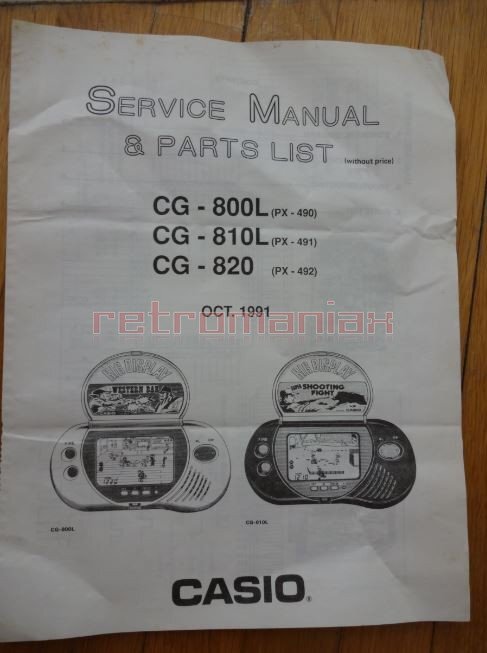 SERVICE MANUAL
& PARTS LIST (without price)
CG - 800L (PX - 490)
CG - 810L (PX - 491)
CG - 820 (PX - 492)
OCT. 1991
retromaniax
BIG DISPLAY
WESTERN BAR
BIG DISPLAY
SUPER SHOOTING
FIGHT
CG-800L
CG-810L
CASIO®